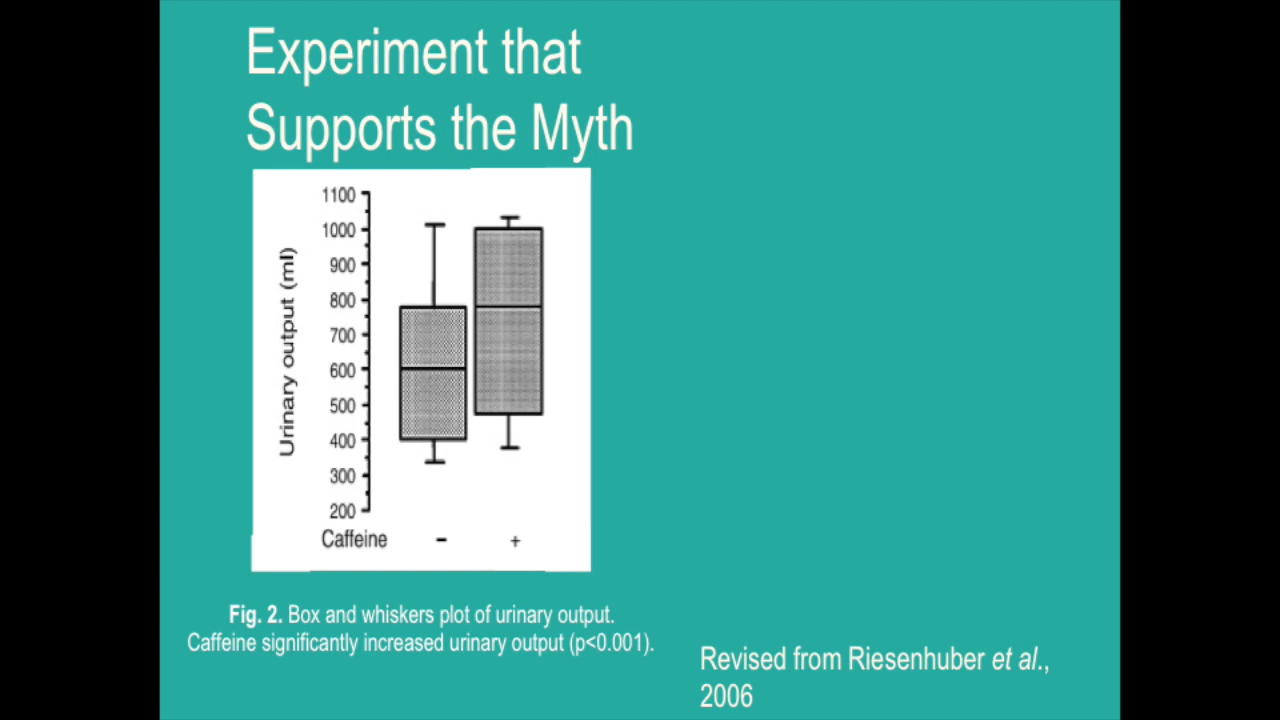 Experiment that
Supports the Myth
1100
1000
900
800
700
600
500
400
300
200
Urinary output (ml)
Caffeine - +
Fig. 2. Box and whiskers plot of urinary output.
Caffeine significantly increased urinary output (p<0.001).
Revised from Riesenhuber et al.,
2006